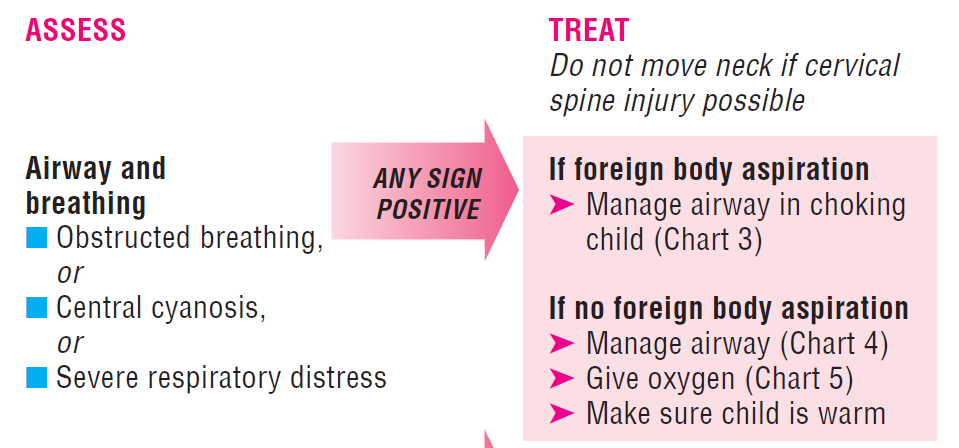 ASSESS
TREAT
Do not move neck if cervical
spine injury possible
Airway and
breathing
Obstructed breathing,
or
Central cyanosis,
or
Severe respiratory distress
ANY SIGN
POSITIVE
If foreign body aspiration
Manage airway in choking
child (Chart 3)
If no foreign body aspiration
Manage airway (Chart 4)
Give oxygen (Chart 5)
Make sure child is warm